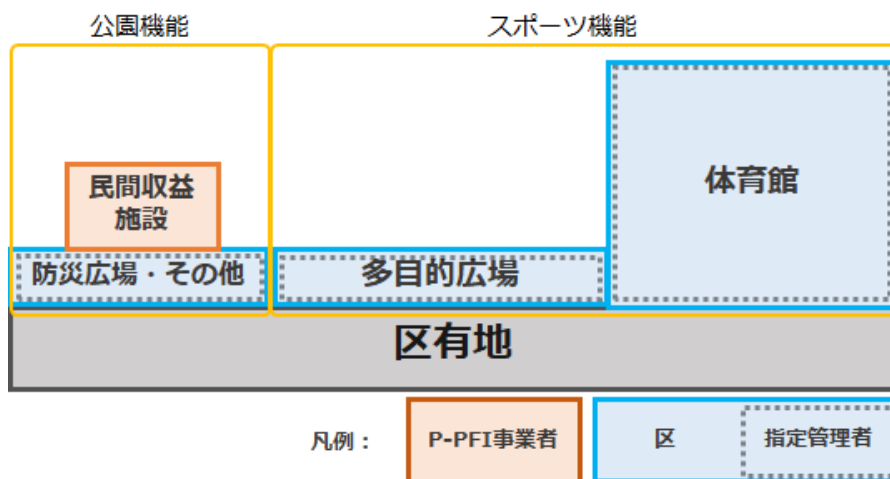 公園機能
スポーツ機能
民間収益
施設
体育館
防災広場・その他
多目的広場
区有地
凡例：
P-PFI事業者
区
指定管理者